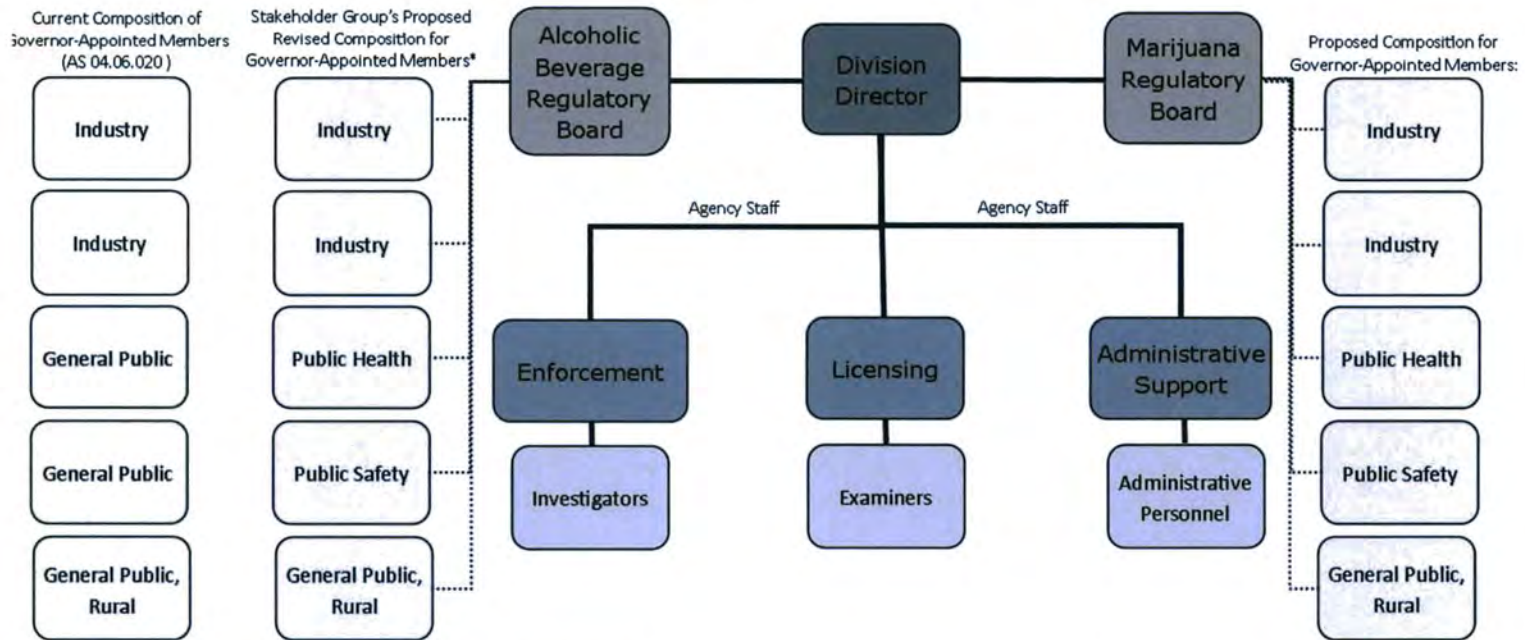 Current Composition of
Governor-Appointed Members
(AS 04.06.020 )
Industry
Industry
General Public
General Public
General Public,
Rural
Stakeholder Group's Proposed
Revised Composition for
Governor-Appointed Members*
Industry
Industry
Public Health
Public Safety
General Public,
Rural
Alcoholic
Beverage
Regulatory
Board
Division
Director
Marijuana
Regulatory
Board
Agency Staff
Agency Staff
Enforcement
Licensing
Administrative
Support
Investigators
Examiners
Administrative
Personnel
Proposed Composition for
Governor-Appointed Members:
Industry
Industry
Public Health
Public Safety
General Public,
Rural